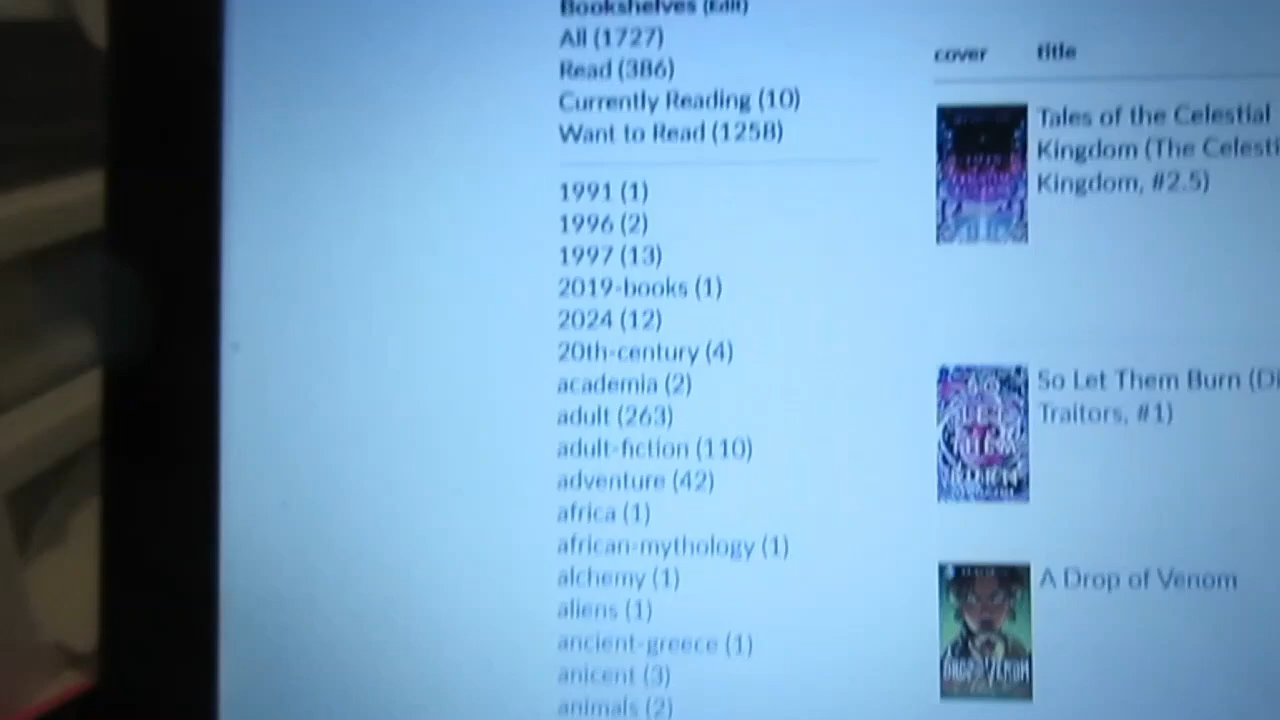 Bookshelves (Edit)
All (1727)
Read (386)
Currently Reading (10)
Want to Read (1258)
1991 (1)
1996 (2)
1997 (13)
2019-books (1)
2024 (12)
20th-century (4)
academia (2)
adult (263)
adult-fiction (110)
adventure (42)
africa (1)
african-mythology (1)
alchemy (1)
aliens (1)
ancient-greece (1)
anicent (3)
animals (2)
cover title
Tales of the Celestial
Kingdom (The Celesti
Kingdom, #2.5)
So Let Them Burn (Di
Traitors, #1)
A Drop of Venom
DROP OF VENOM